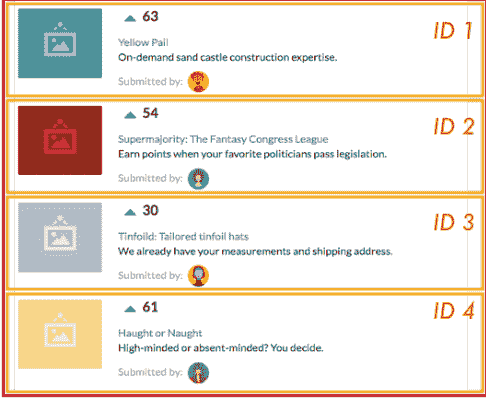 63
ID 1
Yellow Pail
On-demand sand castle construction expertise.
Submitted by:
54
ID 2
Supermajority: The Fantasy Congress League
Earn points when your favorite politicians pass legislation.
Submitted by:
30
ID 3
Tinfoild: Tailored tinfoil hats
We already have your measurements and shipping address.
Submitted by:
61
ID 4
Haught or Naught
High-minded or absent-minded? You decide.
Submitted by: